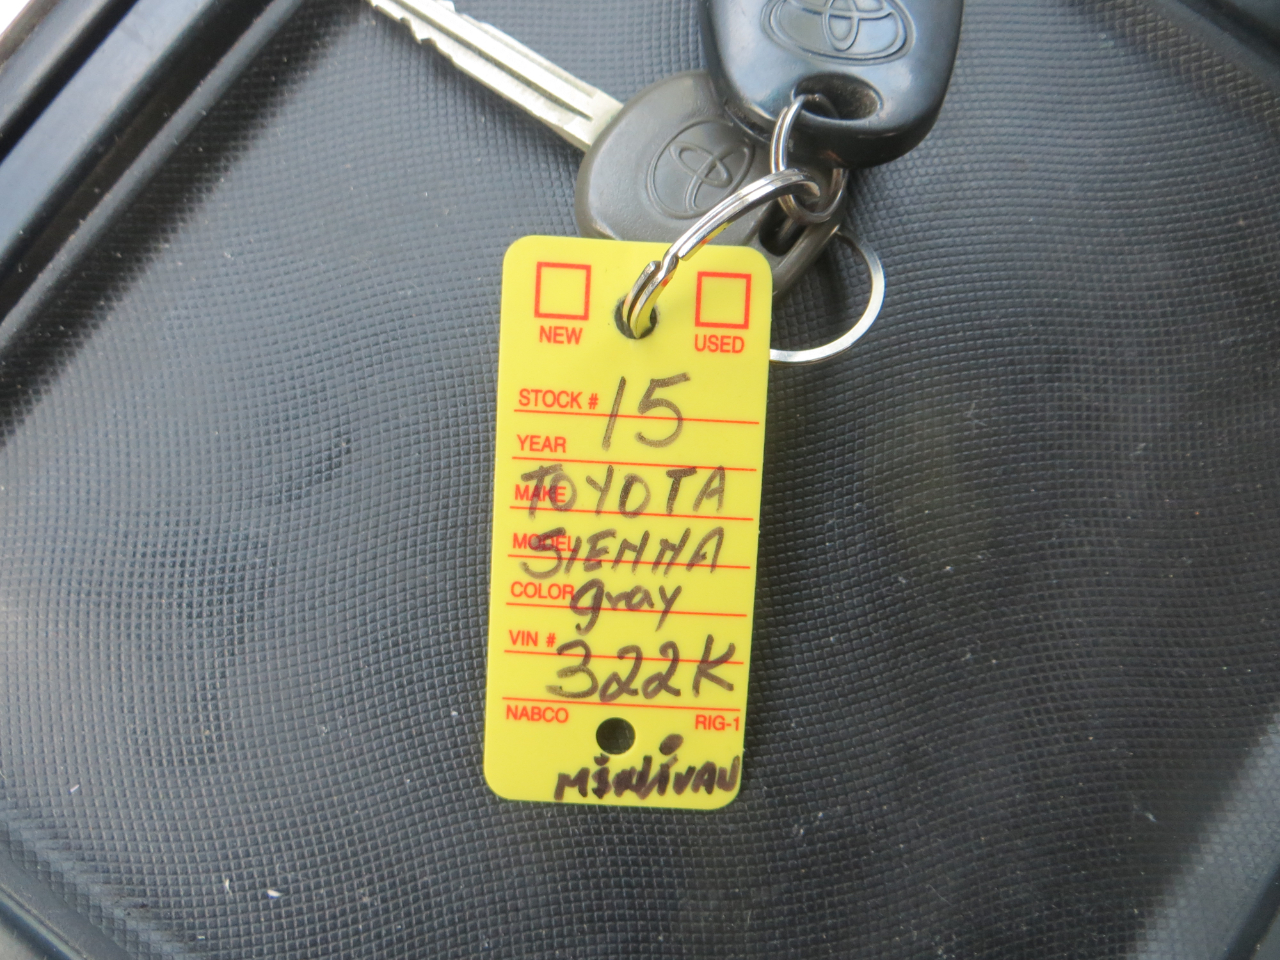 NEW USED
STOCK # 15
YEAR
MAKE TOYOTA
MODEL SIENNA
COLOR gray
VIN # 322K
NABCO RIG-1
MINIVAN